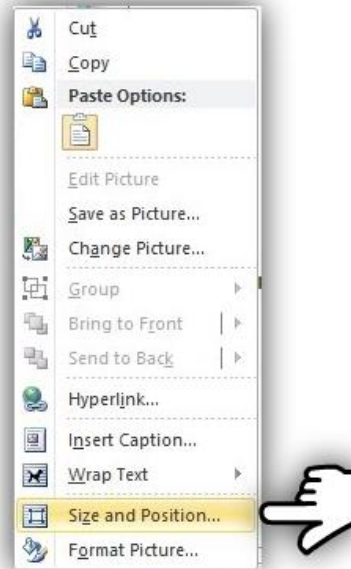 Cut
Copy
Paste Options:
Edit Picture
Save as Picture...
Change Picture...
Group
Bring to Front
Send to Back
Hyperlink...
Insert Caption...
Wrap Text
Size and Position...
Format Picture...